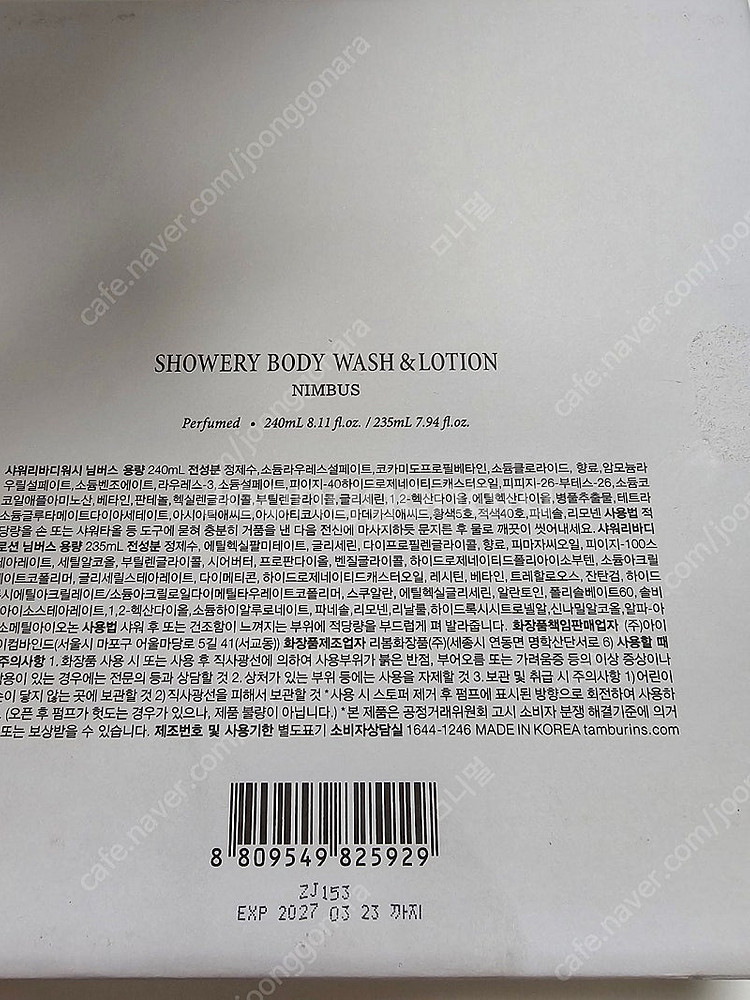 SHOWERY BODY WASH & LOTION
NIMBUS
Perfumed • 240mL 8.11 fl.oz. / 235mL 7.94 fl.oz.
샤워리바디워시 님버스 용량 240mL 전성분 정제수,소듐라우레스설페이트,코카미도프로필베타인,소듐클로라이드, 향료,암모늄라
우릴설페이트,소듐벤조에이트,라우레스-3,소듐설페이트,피이지-40하이드로제네이티드캐스터오일,피피지-26-부테스-26,소듐코
코일애플아미노산, 베타인,판테놀,헥실렌글라이콜,부틸렌글라이콜,글리세린,1,2-헥산다이올,에틸헥산다이올,병풀추출물,테트라
소듐글루타메이트다이아세테이트,아시아틱애씨드,아시아티코사이드,마데카식애씨드,황색5호,적색40호,파네솔,리모넨 사용법 적
당량을 손 또는 샤워타올 등 도구에 묻혀 충분히 거품을 낸 다음 전신에 마사지하듯 문지른 후 물로 깨끗이 씻어내세요. 샤워리바디
로션 님버스 용량 235mL 전성분 정제수, 에틸헥실팔미테이트, 글리세린, 다이프로필렌글라이콜, 향료, 피마자씨오일, 피이지-100스
테아레이트, 세틸알코올, 부틸렌글라이콜, 시어버터, 프로판다이올, 벤질글라이콜, 하이드로제네이티드폴리아이소부텐, 소듐아크릴
레이트코폴리머, 글리세릴스테아레이트, 다이메티콘, 하이드로제네이티드캐스터오일, 레시틴, 베타인, 트레할로오스, 잔탄검, 하이드
록시에틸아크릴레이트/소듐아크릴로일다이메틸타우레이트코폴리머, 스쿠알란, 에틸헥실글리세린, 알란토인, 폴리솔베이트60, 솔비
탄아이소스테아레이트,1,2-헥산다이올,소듐하이알루로네이트, 파네솔,리모넨,리날룰,하이드록시시트로넬알,신나밀알코올,알파-아
이소메틸아이오논 사용법 샤워 후 또는 건조함이 느껴지는 부위에 적당량을 부드럽게 펴 발라줍니다. 화장품책임판매업자 (주)아이
아이컴바인드(서울시 마포구 어울마당로 5길 41(서교동)) 화장품제조업자 리봄화장품(주)(세종시 연동면 명학산단서로 6) 사용할 때
주의사항 1. 화장품 사용 시 또는 사용 후 직사광선에 의하여 사용부위가 붉은 반점, 부어오름 또는 가려움증 등의 이상 증상이나
부작용이 있는 경우에는 전문의 등과 상담할 것 2. 상처가 있는 부위 등에는 사용을 자제할 것 3. 보관 및 취급 시 주의사항 1)어린이
손이 닿지 않는 곳에 보관할 것 2)직사광선을 피해서 보관할 것 *사용 시 스토퍼 제거 후 펌프에 표시된 방향으로 회전하여 사용하
. (오픈 후 펌프가 헛도는 경우가 있으나, 제품 불량이 아닙니다.) *본 제품은 공정거래위원회 고시 소비자 분쟁 해결기준에 의거
또는 보상받을 수 있습니다. 제조번호 및 사용기한 별도표기 소비자상담실 1644-1246 MADE IN KOREA tamburins.com
8 809549 825929
ZJ153
EXP 2027 03 23 까지
cafe.naver.com/joonggonara
미니멀